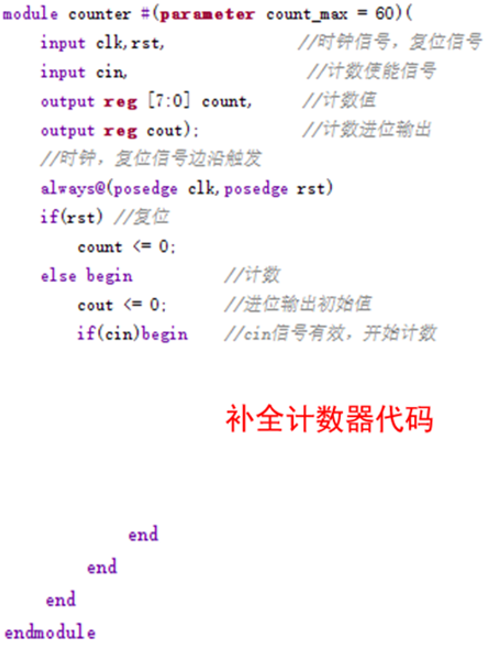 module counter #(parameter count_max = 60)(
input clk,rst, //时钟信号，复位信号
input cin, //计数使能信号
output reg [7:0] count, //计数值
output reg cout); //计数进位输出
//时钟，复位信号边沿触发
always@(posedge clk,posedge rst)
if(rst) //复位
count <= 0;
else begin //计数
cout <= 0; //进位输出初始值
if(cin)begin //cin信号有效，开始计数
补全计数器代码
end
end
end
endmodule